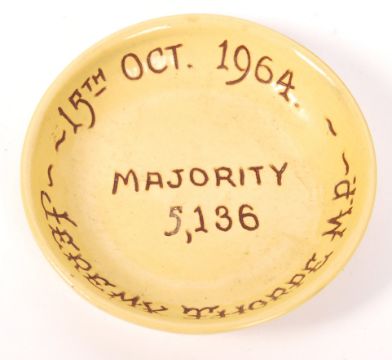 ~15TH OCT. 1964.~
MAJORITY
5,136
~JEREMY THORPE M.P.~